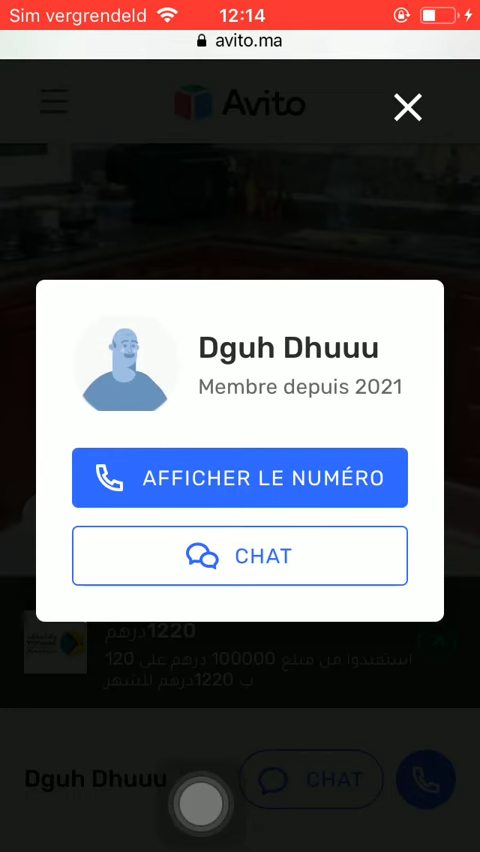 Sim vergrendeld 12:14
avito.ma
Avito
Dguh Dhuuu
Membre depuis 2021
AFFICHER LE NUMÉRO
CHAT
1220درهم
استفيدوا من مبلغ 100000 درهم على 120
ب 1220درهم للشهر
Dguh Dhuuu CHAT